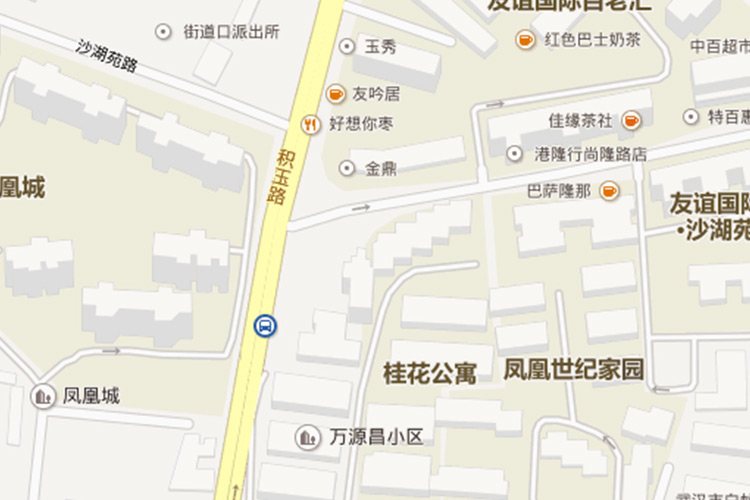 友谊国际百老汇
街道口派出所
玉秀
红色巴士奶茶
中百超市
沙湖苑路
友吟居
好想你枣
佳缘茶社
特百惠
积玉路
金鼎
港隆行尚隆路店
巴萨隆那
凰城
友谊国际
•沙湖苑
桂花公寓
凤凰世纪家园
凤凰城
万源昌小区